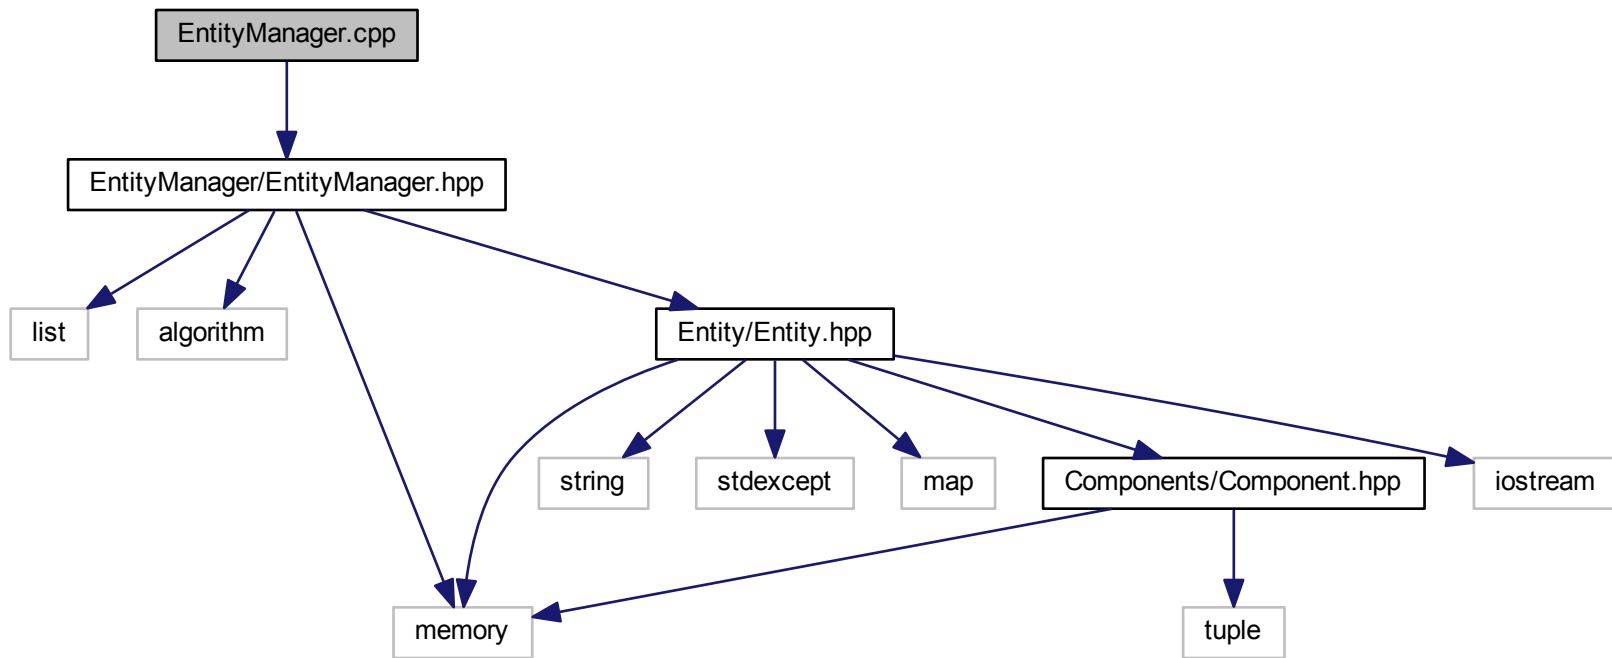 EntityManager.cpp
EntityManager/EntityManager.hpp
list
algorithm
Entity/Entity.hpp
string
stdexcept
map
Components/Component.hpp
iostream
memory
tuple